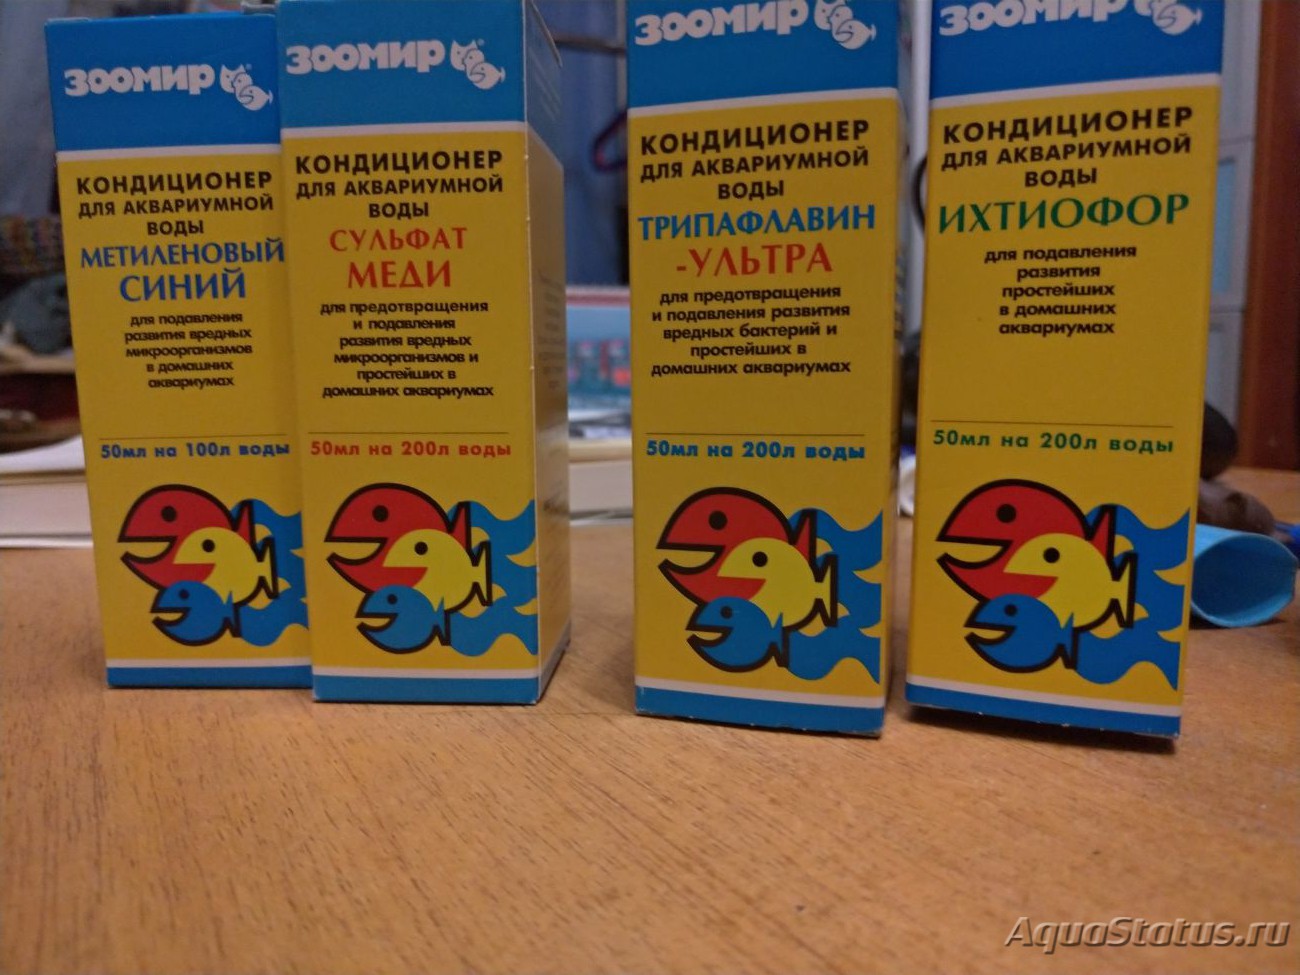 ЗООМИР
КОНДИЦИОНЕР
ДЛЯ АКВАРИУМНОЙ
ВОДЫ
МЕТИЛЕНОВЫЙ
СИНИЙ
для подавления
развития вредных
микроорганизмов
в домашних
аквариумах
50мл на 100л воды
ЗООМИР
КОНДИЦИОНЕР
ДЛЯ АКВАРИУМНОЙ
ВОДЫ
СУЛЬФАТ
МЕДИ
для предотвращения
и подавления
развития вредных
микроорганизмов и
простейших в
домашних аквариумах
50мл на 200л воды
ЗООМИР
КОНДИЦИОНЕР
ДЛЯ АКВАРИУМНОЙ
ВОДЫ
ТРИПАФЛАВИН
-УЛЬТРА
для предотвращения
и подавления развития
вредных бактерий и
простейших в
домашних аквариумах
50мл на 200л воды
ЗООМИР
КОНДИЦИОНЕР
ДЛЯ АКВАРИУМНОЙ
ВОДЫ
ИХТИОФОР
для подавления
развития
простейших
в домашних
аквариумах
50мл на 200л воды
AquaStatus.ru